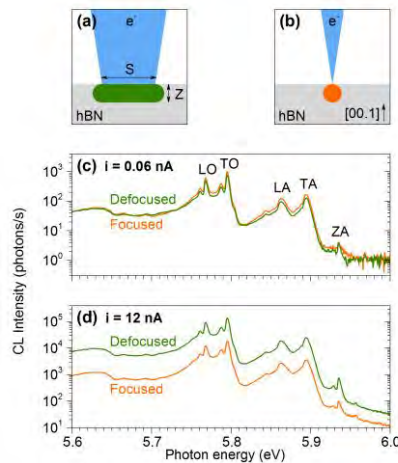 (a)
e-
S
Z
hBN
(b)
e-
hBN
[00.1]
(c) i = 0.06 nA
LO TO
LA TA
ZA
Defocused
Focused
10³
10²
10¹
10⁰
(d) i = 12 nA
Defocused
Focused
10⁵
10⁴
10³
10²
10¹
CL Intensity (photons/s)
5.6 5.7 5.8 5.9 6.0
Photon energy (eV)